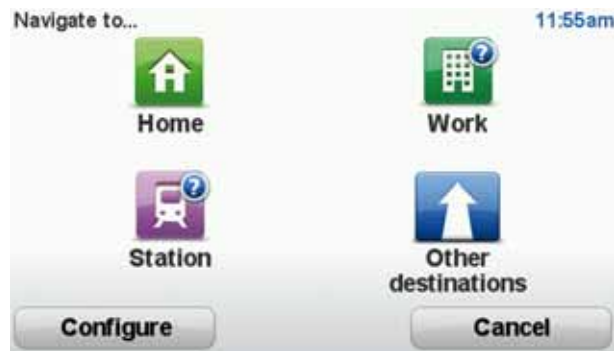 Navigate to...
11:55am
Home
Work
Station
Other
destinations
Configure
Cancel